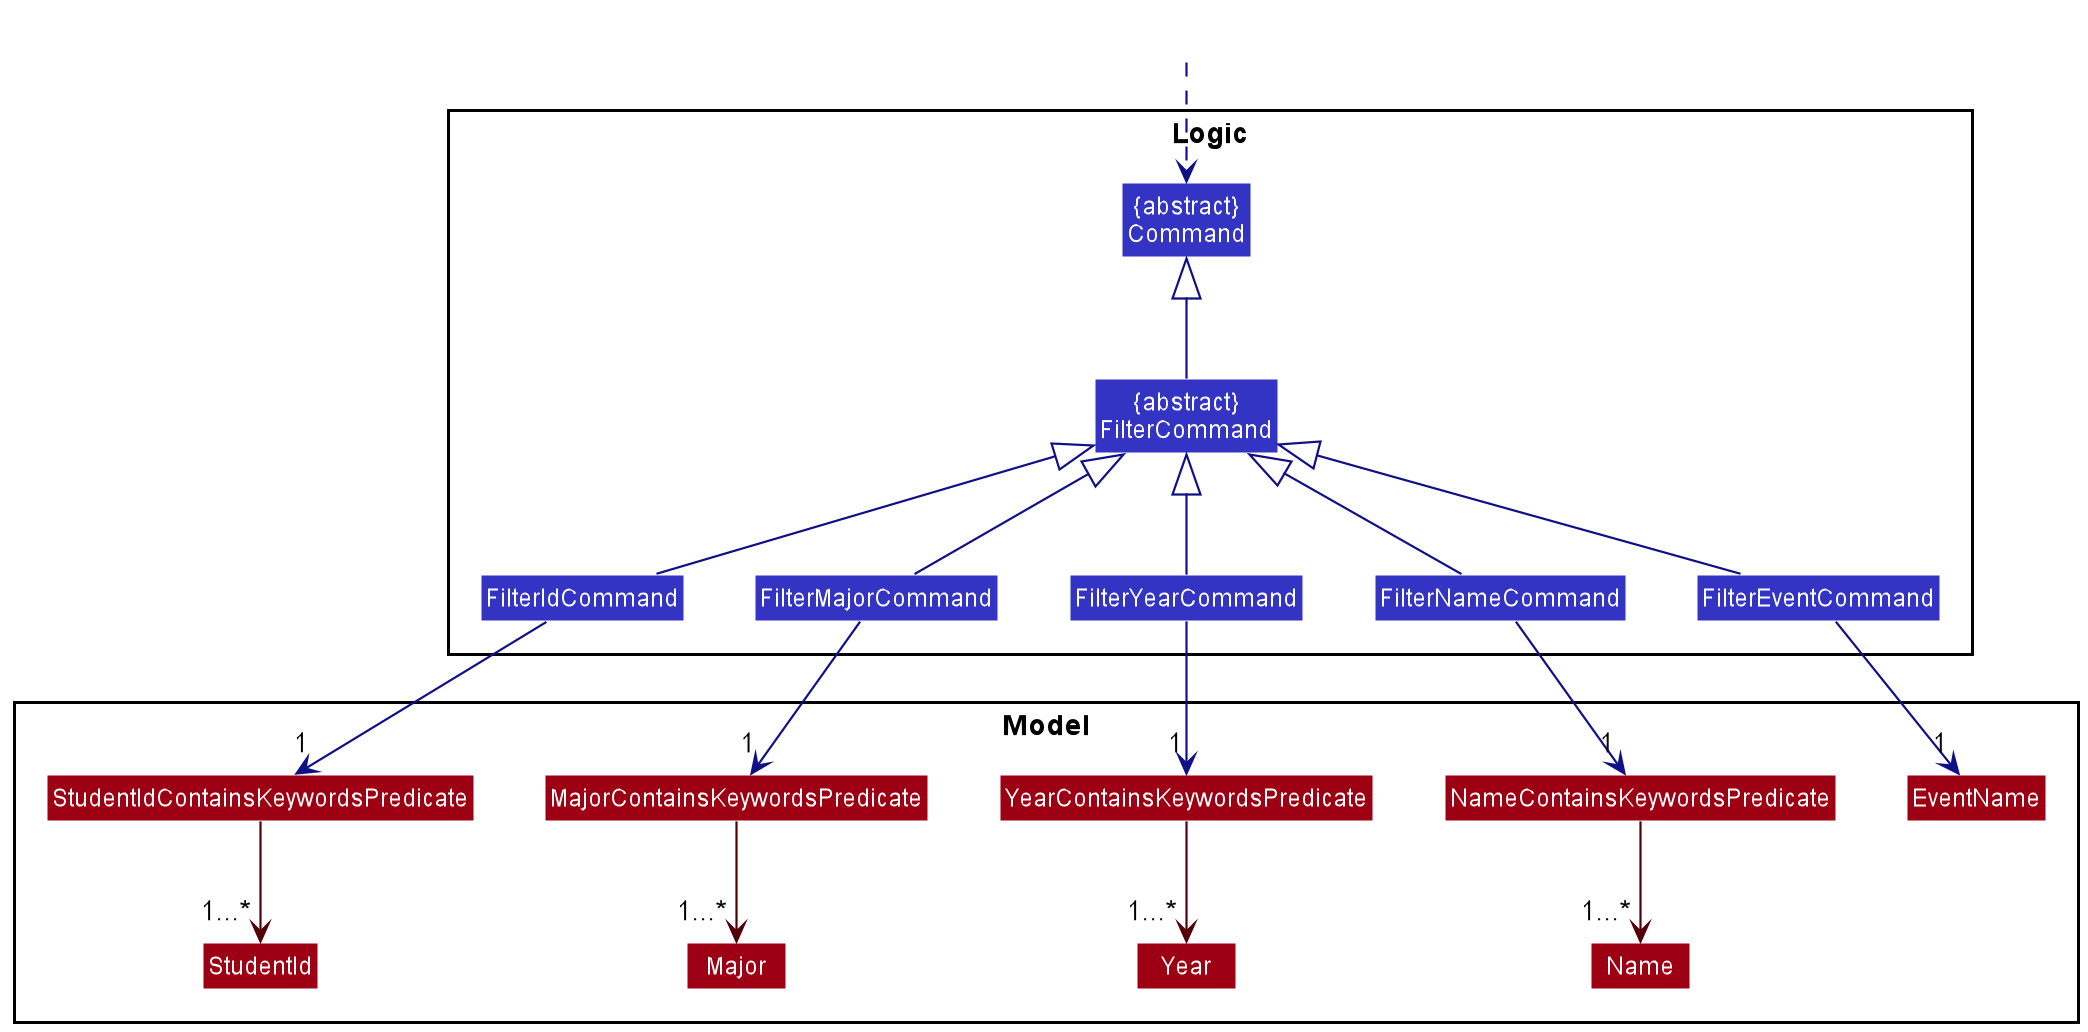 Logic
{abstract}
Command
{abstract}
FilterCommand
FilterIdCommand
FilterMajorCommand
FilterYearCommand
FilterNameCommand
FilterEventCommand
Model
1
1
1
1
1
StudentIdContainsKeywordsPredicate
MajorContainsKeywordsPredicate
YearContainsKeywordsPredicate
NameContainsKeywordsPredicate
EventName
1...*
1...*
1...*
1...*
StudentId
Major
Year
Name